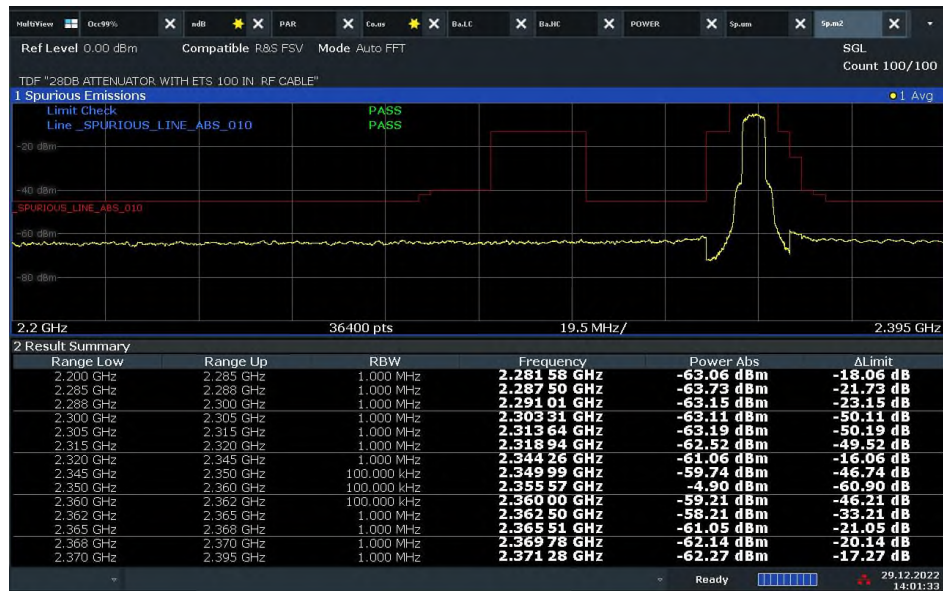 MultiView Occ99% ndB PAR Co.us Ba.LC Ba.HC POWER Sp.um Sp.m2
Ref Level 0.00 dBm Compatible R&S FSV Mode Auto FFT SGL
Count 100/100
TDF "28DB ATTENUATOR WITH ETS 100 IN RF CABLE"
1 Spurious Emissions 1 Avg
Limit Check PASS
Line _SPURIOUS_LINE_ABS_010 PASS
-20 dBm
-40 dBm
_SPURIOUS_LINE_ABS_010
-60 dBm
-80 dBm
2.2 GHz 36400 pts 19.5 MHz/ 2.395 GHz
2 Result Summary
Range Low Range Up RBW Frequency Power Abs ΔLimit
2.200 GHz 2.285 GHz 1.000 MHz 2.281 58 GHz -63.06 dBm -18.06 dB
2.285 GHz 2.288 GHz 1.000 MHz 2.287 50 GHz -63.73 dBm -21.73 dB
2.288 GHz 2.300 GHz 1.000 MHz 2.291 01 GHz -63.15 dBm -23.15 dB
2.300 GHz 2.305 GHz 1.000 MHz 2.303 31 GHz -63.11 dBm -50.11 dB
2.305 GHz 2.315 GHz 1.000 MHz 2.313 64 GHz -63.19 dBm -50.19 dB
2.315 GHz 2.320 GHz 1.000 MHz 2.318 94 GHz -62.52 dBm -49.52 dB
2.320 GHz 2.345 GHz 1.000 MHz 2.344 26 GHz -61.06 dBm -16.06 dB
2.345 GHz 2.350 GHz 100.000 kHz 2.349 99 GHz -59.74 dBm -46.74 dB
2.350 GHz 2.360 GHz 100.000 kHz 2.355 57 GHz -4.90 dBm -60.90 dB
2.360 GHz 2.362 GHz 100.000 kHz 2.360 00 GHz -59.21 dBm -46.21 dB
2.362 GHz 2.365 GHz 1.000 MHz 2.362 50 GHz -58.21 dBm -33.21 dB
2.365 GHz 2.368 GHz 1.000 MHz 2.365 51 GHz -61.05 dBm -21.05 dB
2.368 GHz 2.370 GHz 1.000 MHz 2.369 78 GHz -62.14 dBm -20.14 dB
2.370 GHz 2.395 GHz 1.000 MHz 2.371 28 GHz -62.27 dBm -17.27 dB
Ready 29.12.2022
14:01:33